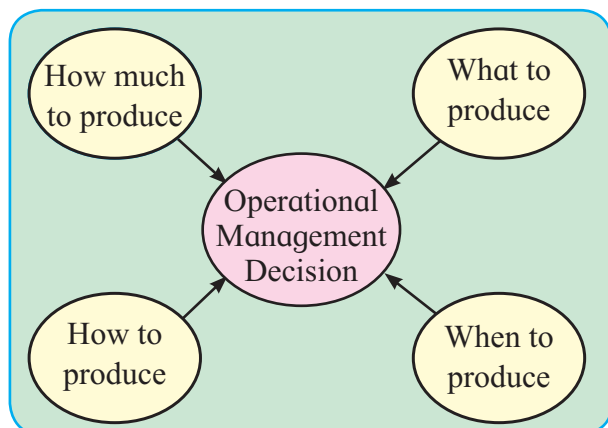 How much
to produce
What to
produce
Operational
Management
Decision
How to
produce
When to
produce